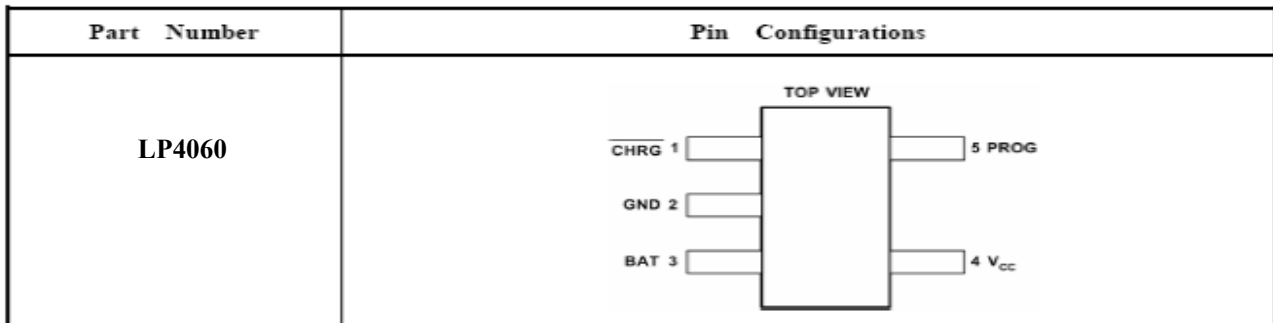 Part Number
Pin Configurations
LP4060
TOP VIEW
CHRG 1
5 PROG
GND 2
BAT 3
4 VCC